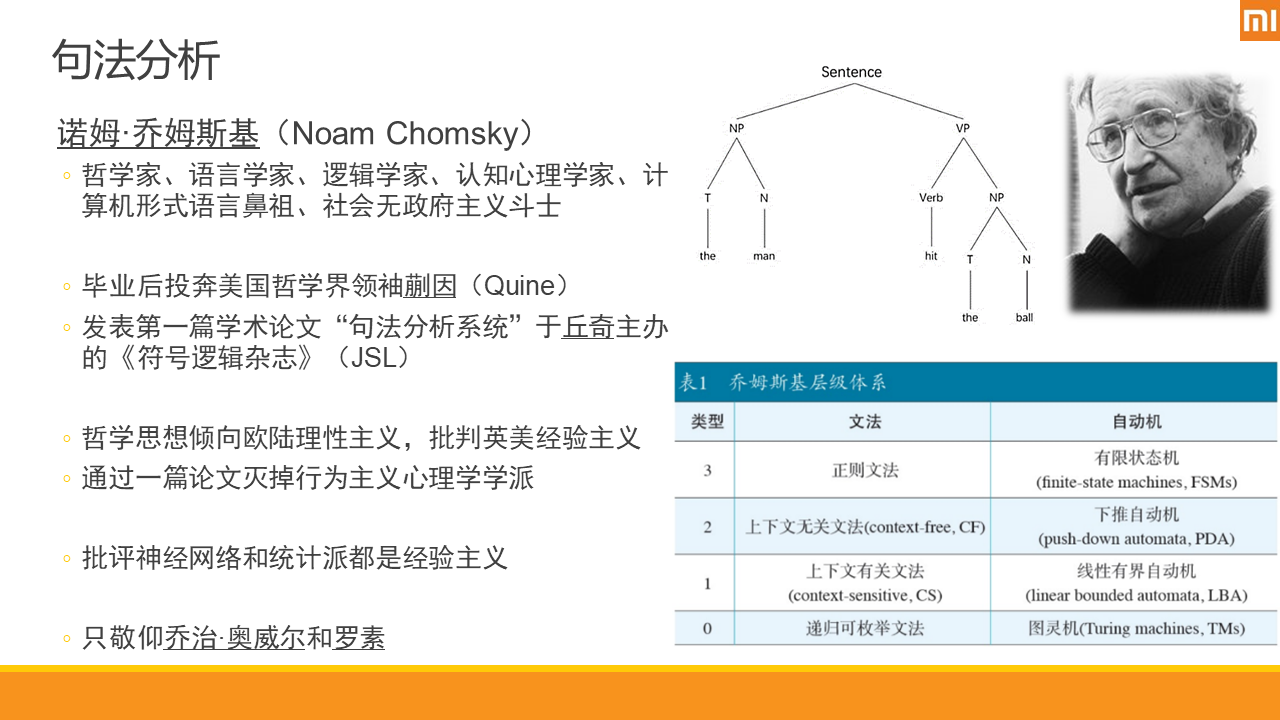 句法分析
诺姆·乔姆斯基（Noam Chomsky）
哲学家、语言学家、逻辑学家、认知心理学家、计
算机形式语言鼻祖、社会无政府主义斗士
毕业后投奔美国哲学界领袖蒯因（Quine）
发表第一篇学术论文“句法分析系统”于丘奇主办
的《符号逻辑杂志》（JSL）
哲学思想倾向欧陆理性主义，批判英美经验主义
通过一篇论文灭掉行为主义心理学学派
批评神经网络和统计派都是经验主义
只敬仰乔治·奥威尔和罗素
MI
Sentence
NP VP
T N Verb NP
the man hit T N
the ball
表1 乔姆斯基层级体系
类型 文法 自动机
3 正则文法 有限状态机
(finite-state machines, FSMs)
2 上下文无关文法(context-free, CF) 下推自动机
(push-down automata, PDA)
1 上下文有关文法 线性有界自动机
(context-sensitive, CS) (linear bounded automata, LBA)
0 递归可枚举文法 图灵机(Turing machines, TMs)